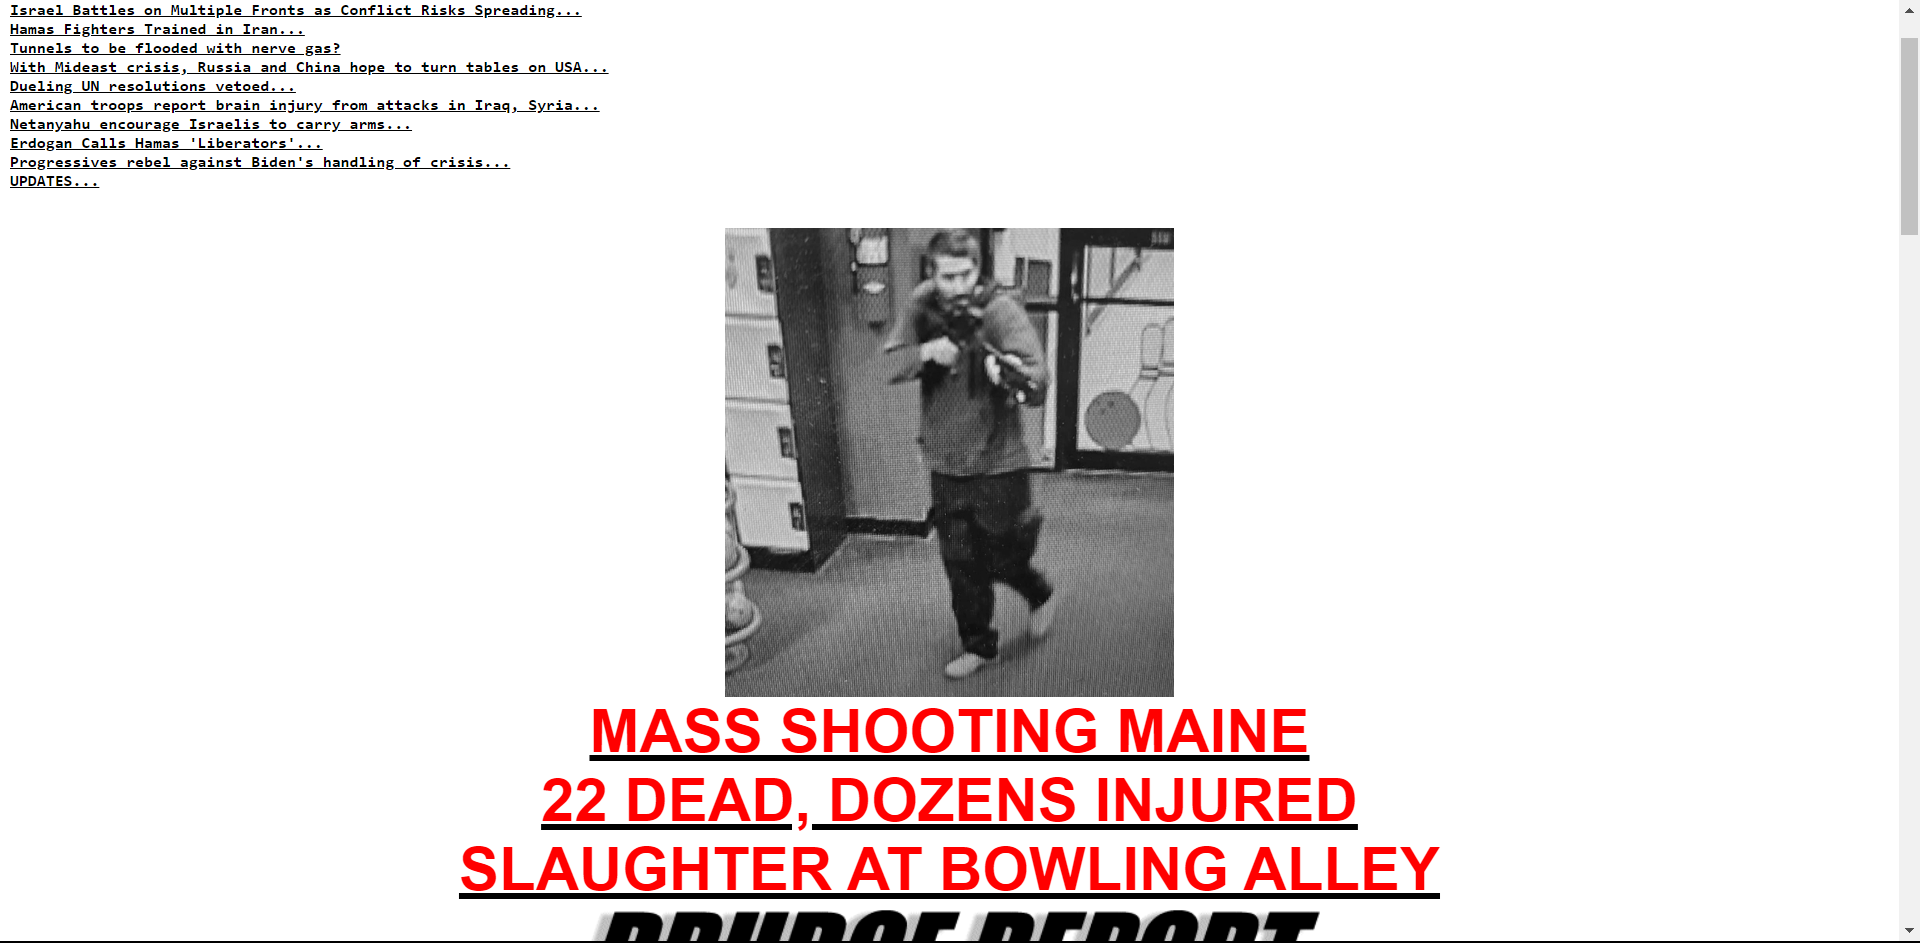 Israel Battles on Multiple Fronts as Conflict Risks Spreading...
Hamas Fighters Trained in Iran...
Tunnels to be flooded with nerve gas?
With Mideast crisis, Russia and China hope to turn tables on USA...
Dueling UN resolutions vetoed...
American troops report brain injury from attacks in Iraq, Syria...
Netanyahu encourage Israelis to carry arms...
Erdogan Calls Hamas 'Liberators'...
Progressives rebel against Biden's handling of crisis...
UPDATES...
MASS SHOOTING MAINE
22 DEAD, DOZENS INJURED
SLAUGHTER AT BOWLING ALLEY
DRUDGE REPORT